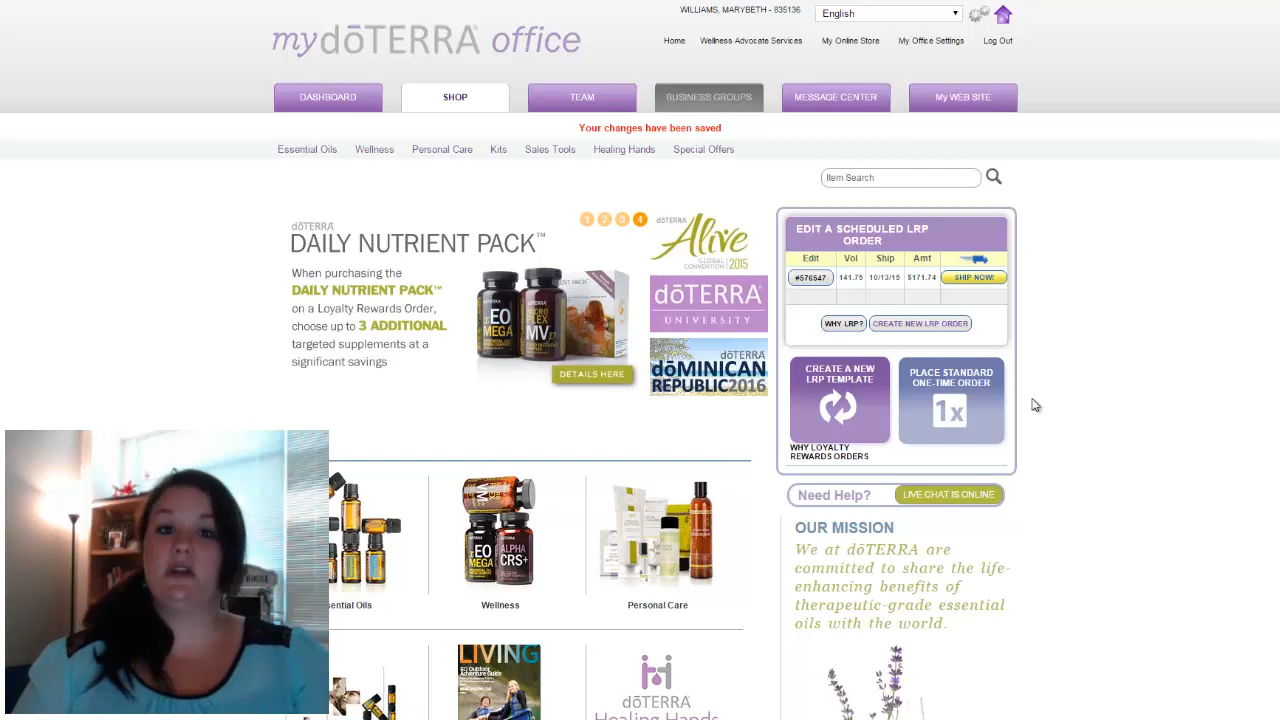 WILLIAMS, MARYBETH - 835136
English
mydōTERRA office
Home
Wellness Advocate Services
My Online Store
My Office Settings
Log Out
DASHBOARD
SHOP
TEAM
BUSINESS GROUPS
MESSAGE CENTER
My WEB SITE
Your changes have been saved
Essential Oils
Wellness
Personal Care
Kits
Sales Tools
Healing Hands
Special Offers
Item Search
dōTERRA
DAILY NUTRIENT PACK™
When purchasing the
DAILY NUTRIENT PACK™
on a Loyalty Rewards Order,
choose up to 3 ADDITIONAL
targeted supplements at a
significant savings
1 2 3 4
DETAILS HERE
dōTERRA
Alive
GLOBAL
CONVENTION 2015
dōTERRA
UNIVERSITY
dōTERRA
dōMINICAN
REPUBLIC2016
EDIT A SCHEDULED LRP
ORDER
Edit Vol Ship Amt
#576547 141.75 10/13/15 $171.74 SHIP NOW!
WHY LRP? CREATE NEW LRP ORDER
CREATE A NEW
LRP TEMPLATE
PLACE STANDARD
ONE-TIME ORDER
1x
WHY LOYALTY
REWARDS ORDERS
Need Help?
LIVE CHAT IS ONLINE
OUR MISSION
We at dōTERRA are
committed to share the life-
enhancing benefits of
therapeutic-grade essential
oils with the world.
ential Oils
Wellness
Personal Care
LIVING
dōTERRA
Healing Hands